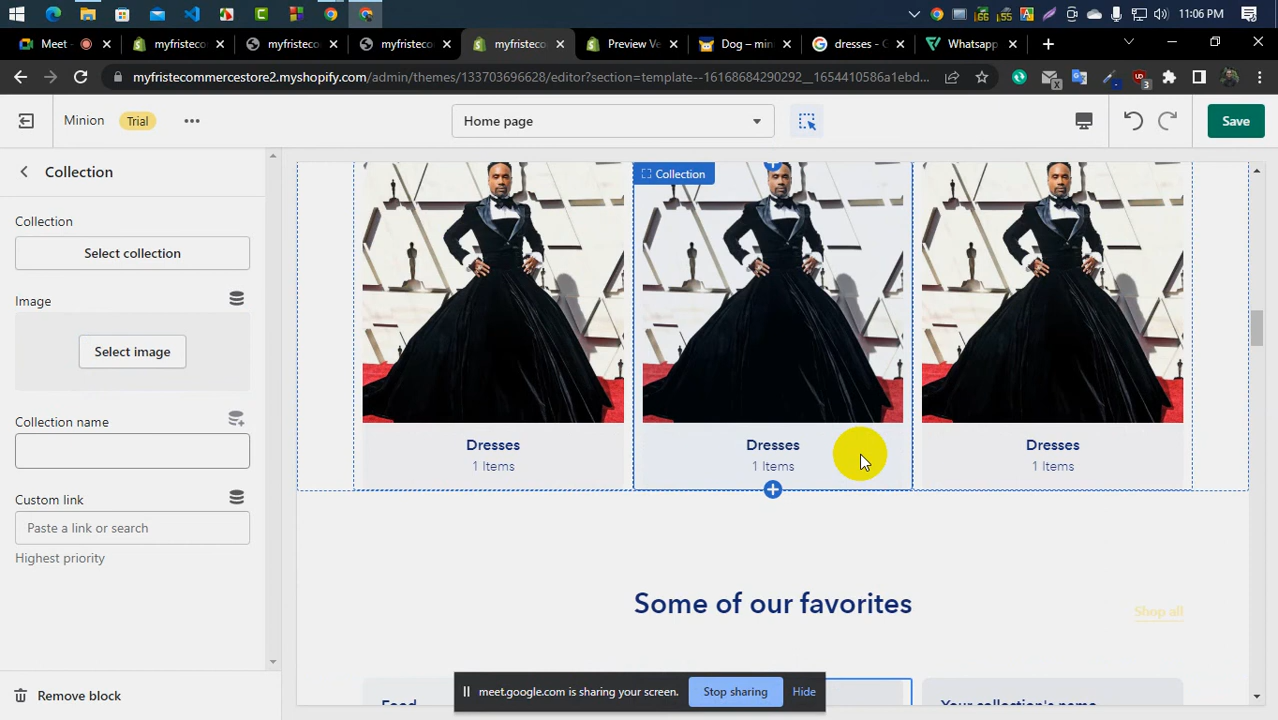 11:06 PM
Meet -
myfristeco
myfristeco
myfristeco
myfristeco
Preview Ve
Dog – mini
dresses - G
Whatsapp
myfristecommercestore2.myshopify.com/admin/themes/133703696628/editor?section=template--16168684290292__1654410586a1ebd...
Minion
Trial
Home page
Save
Collection
Collection
Select collection
Image
Select image
Collection name
Custom link
Paste a link or search
Highest priority
Remove block
Collection
Dresses
1 Items
Dresses
1 Items
Dresses
1 Items
Some of our favorites
Shop all
Food
Your collection's name
meet.google.com is sharing your screen.
Stop sharing
Hide